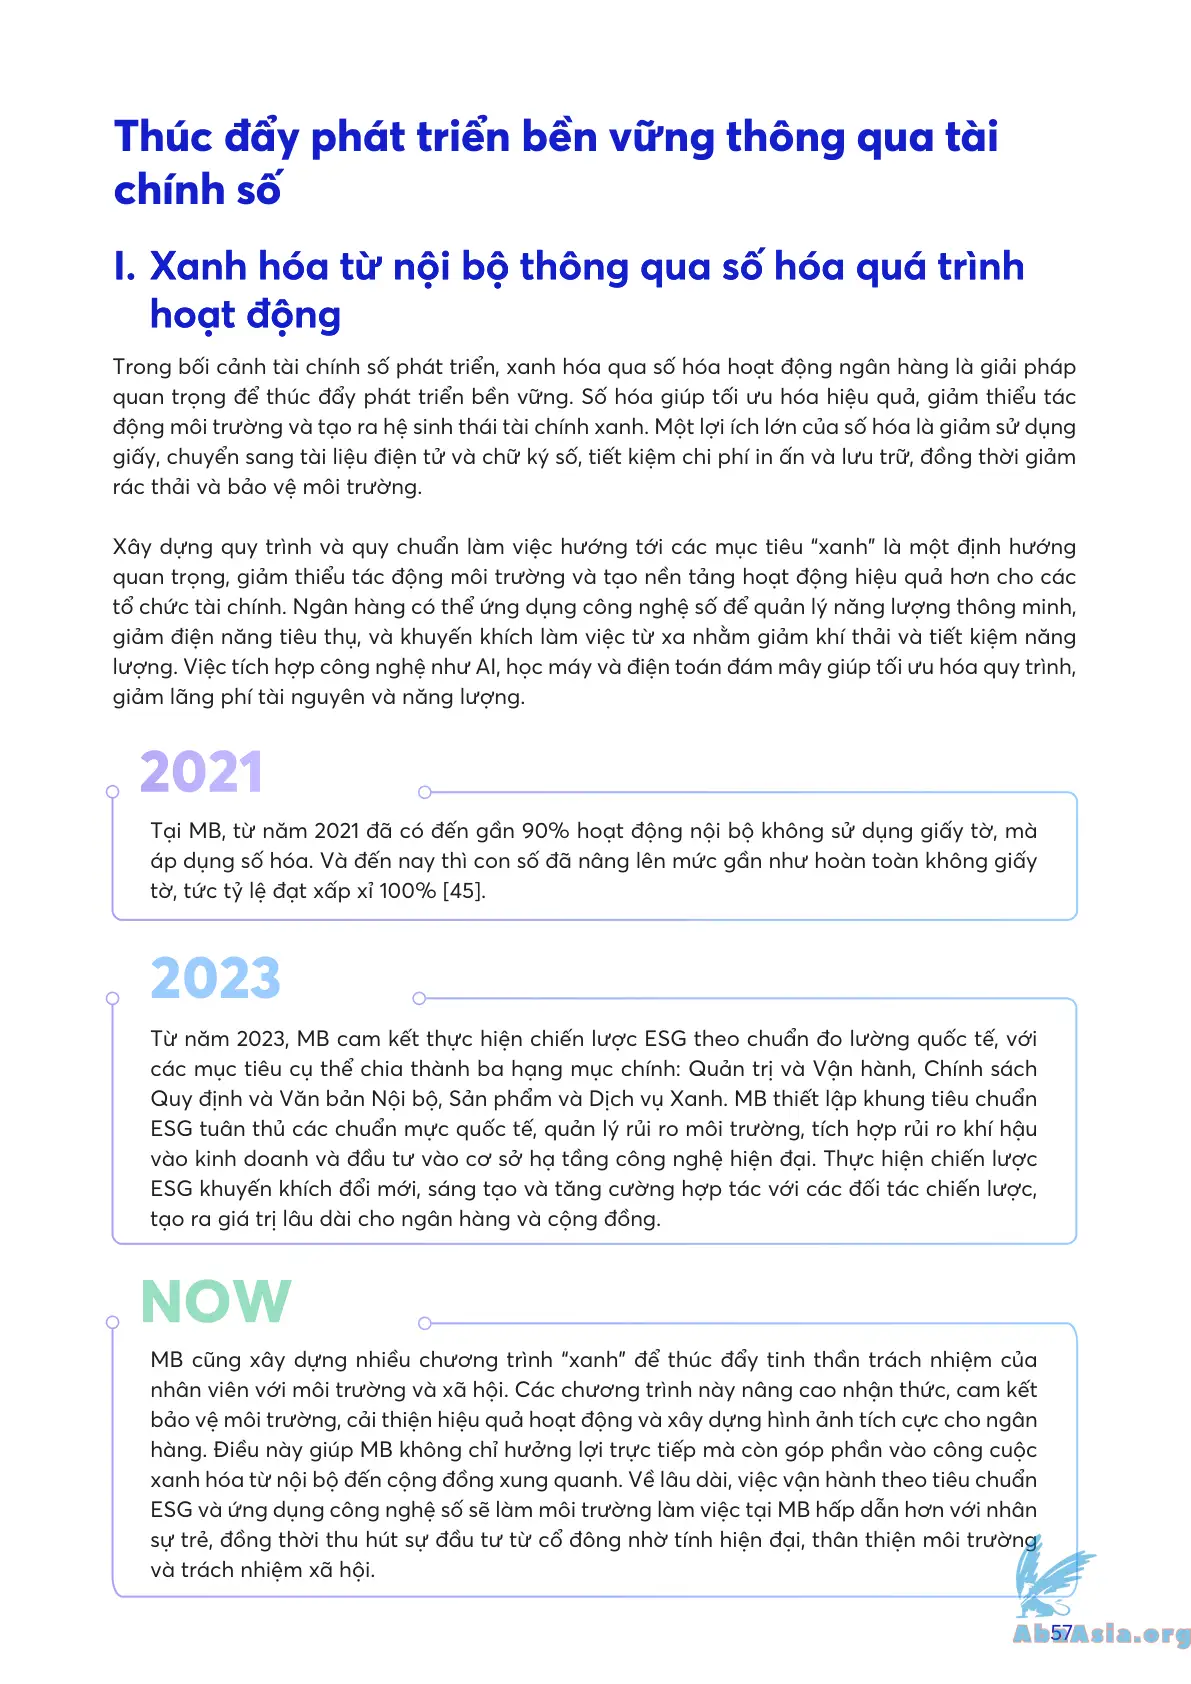 Thúc đẩy phát triển bền vững thông qua tài
chính số
I. Xanh hóa từ nội bộ thông qua số hóa quá trình
hoạt động
Trong bối cảnh tài chính số phát triển, xanh hóa qua số hóa hoạt động ngân hàng là giải pháp
quan trọng để thúc đẩy phát triển bền vững. Số hóa giúp tối ưu hóa hiệu quả, giảm thiểu tác
động môi trường và tạo ra hệ sinh thái tài chính xanh. Một lợi ích lớn của số hóa là giảm sử dụng
giấy, chuyển sang tài liệu điện tử và chữ ký số, tiết kiệm chi phí in ấn và lưu trữ, đồng thời giảm
rác thải và bảo vệ môi trường.
Xây dựng quy trình và quy chuẩn làm việc hướng tới các mục tiêu “xanh” là một định hướng
quan trọng, giảm thiểu tác động môi trường và tạo nền tảng hoạt động hiệu quả hơn cho các
tổ chức tài chính. Ngân hàng có thể ứng dụng công nghệ số để quản lý năng lượng thông minh,
giảm điện năng tiêu thụ, và khuyến khích làm việc từ xa nhằm giảm khí thải và tiết kiệm năng
lượng. Việc tích hợp công nghệ như AI, học máy và điện toán đám mây giúp tối ưu hóa quy trình,
giảm lãng phí tài nguyên và năng lượng.
2021
Tại MB, từ năm 2021 đã có đến gần 90% hoạt động nội bộ không sử dụng giấy tờ, mà
áp dụng số hóa. Và đến nay thì con số đã nâng lên mức gần như hoàn toàn không giấy
tờ, tức tỷ lệ đạt xấp xỉ 100% [45].
2023
Từ năm 2023, MB cam kết thực hiện chiến lược ESG theo chuẩn đo lường quốc tế, với
các mục tiêu cụ thể chia thành ba hạng mục chính: Quản trị và Vận hành, Chính sách
Quy định và Văn bản Nội bộ, Sản phẩm và Dịch vụ Xanh. MB thiết lập khung tiêu chuẩn
ESG tuân thủ các chuẩn mực quốc tế, quản lý rủi ro môi trường, tích hợp rủi ro khí hậu
vào kinh doanh và đầu tư vào cơ sở hạ tầng công nghệ hiện đại. Thực hiện chiến lược
ESG khuyến khích đổi mới, sáng tạo và tăng cường hợp tác với các đối tác chiến lược,
tạo ra giá trị lâu dài cho ngân hàng và cộng đồng.
NOW
MB cũng xây dựng nhiều chương trình “xanh” để thúc đẩy tinh thần trách nhiệm của
nhân viên với môi trường và xã hội. Các chương trình này nâng cao nhận thức, cam kết
bảo vệ môi trường, cải thiện hiệu quả hoạt động và xây dựng hình ảnh tích cực cho ngân
hàng. Điều này giúp MB không chỉ hưởng lợi trực tiếp mà còn góp phần vào công cuộc
xanh hóa từ nội bộ đến cộng đồng xung quanh. Về lâu dài, việc vận hành theo tiêu chuẩn
ESG và ứng dụng công nghệ số sẽ làm môi trường làm việc tại MB hấp dẫn hơn với nhân
sự trẻ, đồng thời thu hút sự đầu tư từ cổ đông nhờ tính hiện đại, thân thiện môi trường
và trách nhiệm xã hội.
57